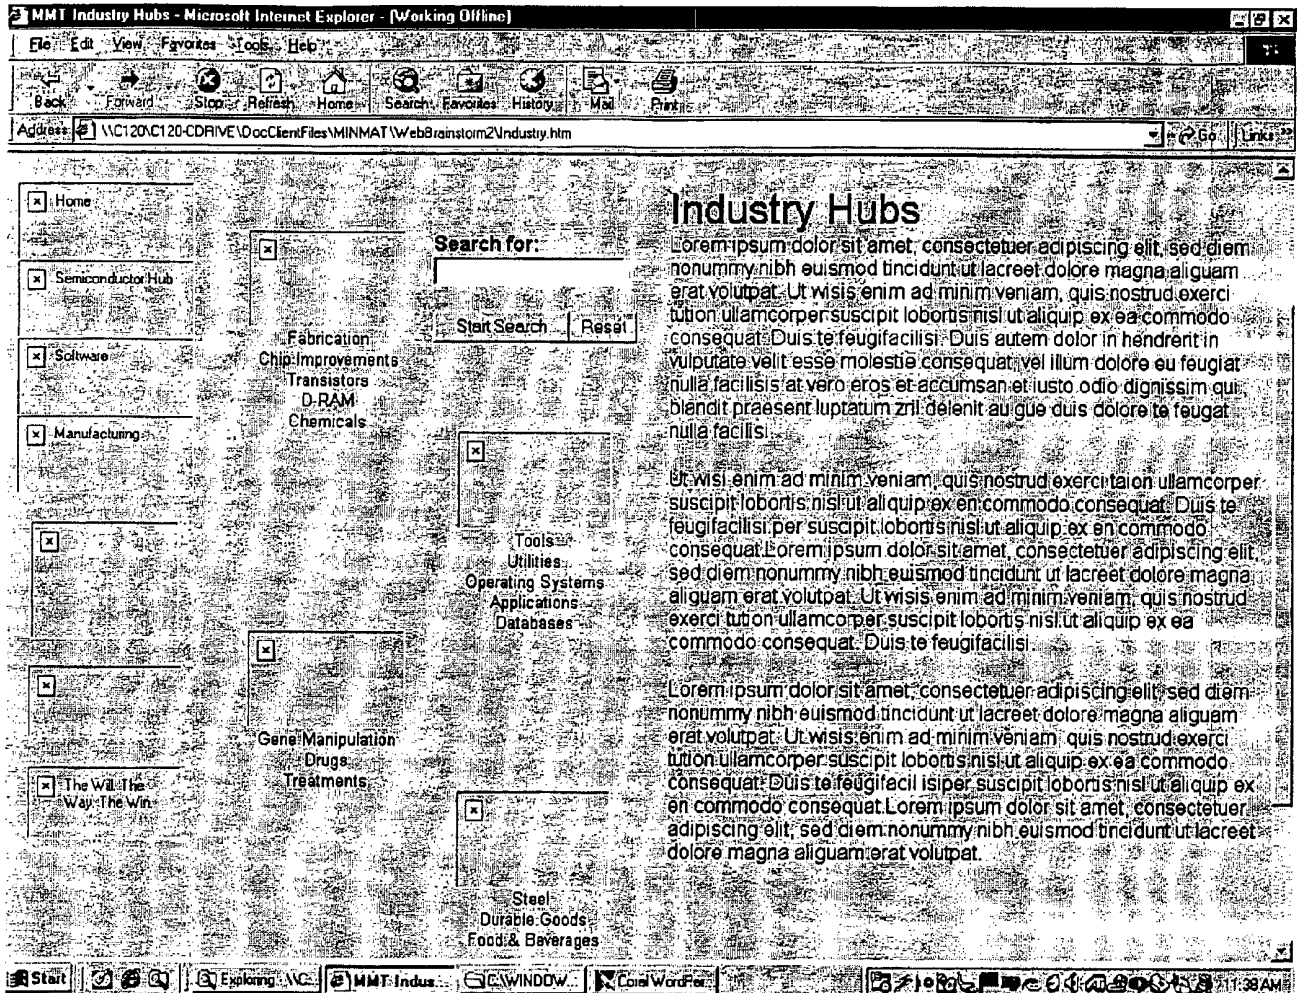 MMT Industry Hubs - Microsoft Internet Explorer - [Working Offline]
File Edit View Favorites Tools Help
Back Forward Stop Refresh Home Search Favorites History Mail Print
Address \\C120\C120-CDRIVE\DocClientFiles\MINMAT\WebBrainstorm2\Industry.htm Go Links
Home
Semiconductor Hub
Software
Manufacturing
The Will. The
Way. The Win.
Fabrication
Chip Improvements
Transistors
D-RAM
Chemicals
Gene Manipulation
Drugs
Treatments
Search for:
Start Search Reset
Tools
Utilities
Operating Systems
Applications
Databases
Steel
Durable Goods
Food & Beverages
Industry Hubs
Lorem ipsum dolor sit amet, consectetuer adipiscing elit, sed diem
nonummy nibh euismod tincidunt ut lacreet dolore magna aliguam
erat volutpat. Ut wisis enim ad minim veniam, quis nostrud exerci
tution ullamcorper suscipit lobortis nisl ut aliquip ex ea commodo
consequat. Duis te feugifacilisi. Duis autem dolor in hendrerit in
vulputate velit esse molestie consequat, vel illum dolore eu feugiat
nulla facilisis at vero eros et accumsan et iusto odio dignissim qui
blandit praesent luptatum zril delenit au gue duis dolore te feugat
nulla facilisi.
Ut wisi enim ad minim veniam, quis nostrud exerci taion ullamcorper
suscipit lobortis nisl ut aliquip ex en commodo consequat. Duis te
feugifacilisi per suscipit lobortis nisl ut aliquip ex en commodo
consequat.Lorem ipsum dolor sit amet, consectetuer adipiscing elit,
sed diem nonummy nibh euismod tincidunt ut lacreet dolore magna
aliguam erat volutpat. Ut wisis enim ad minim veniam, quis nostrud
exerci tution ullamcorper suscipit lobortis nisl ut aliquip ex ea
commodo consequat. Duis te feugifacilisi.
Lorem ipsum dolor sit amet, consectetuer adipiscing elit, sed diem
nonummy nibh euismod tincidunt ut lacreet dolore magna aliguam
erat volutpat. Ut wisis enim ad minim veniam, quis nostrud exerci
tution ullamcorper suscipit lobortis nisl ut aliquip ex ea commodo
consequat. Duis te feugifacil isiper suscipit lobortis nisl ut aliquip ex
en commodo consequat.Lorem ipsum dolor sit amet, consectetuer
adipiscing elit, sed diem nonummy nibh euismod tincidunt ut lacreet
dolore magna aliguam erat volutpat.
Start Exploring - \\C... MMT Indus... C:\WINDOW... Corel WordPer... 11:38 AM